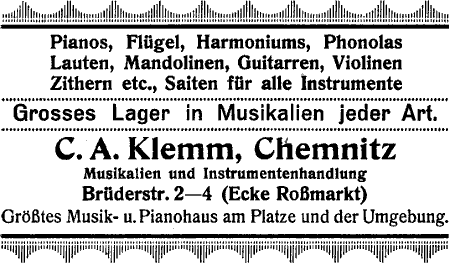 Pianos, Flügel, Harmoniums, Phonolas
Lauten, Mandolinen, Guitarren, Violinen
Zithern etc., Saiten für alle Instrumente
Grosses Lager in Musikalien jeder Art.
C. A. Klemm, Chemnitz
Musikalien und Instrumentenhandlung
Brüderstr. 2—4 (Ecke Roßmarkt)
Größtes Musik- u. Pianohaus am Platze und der Umgebung.